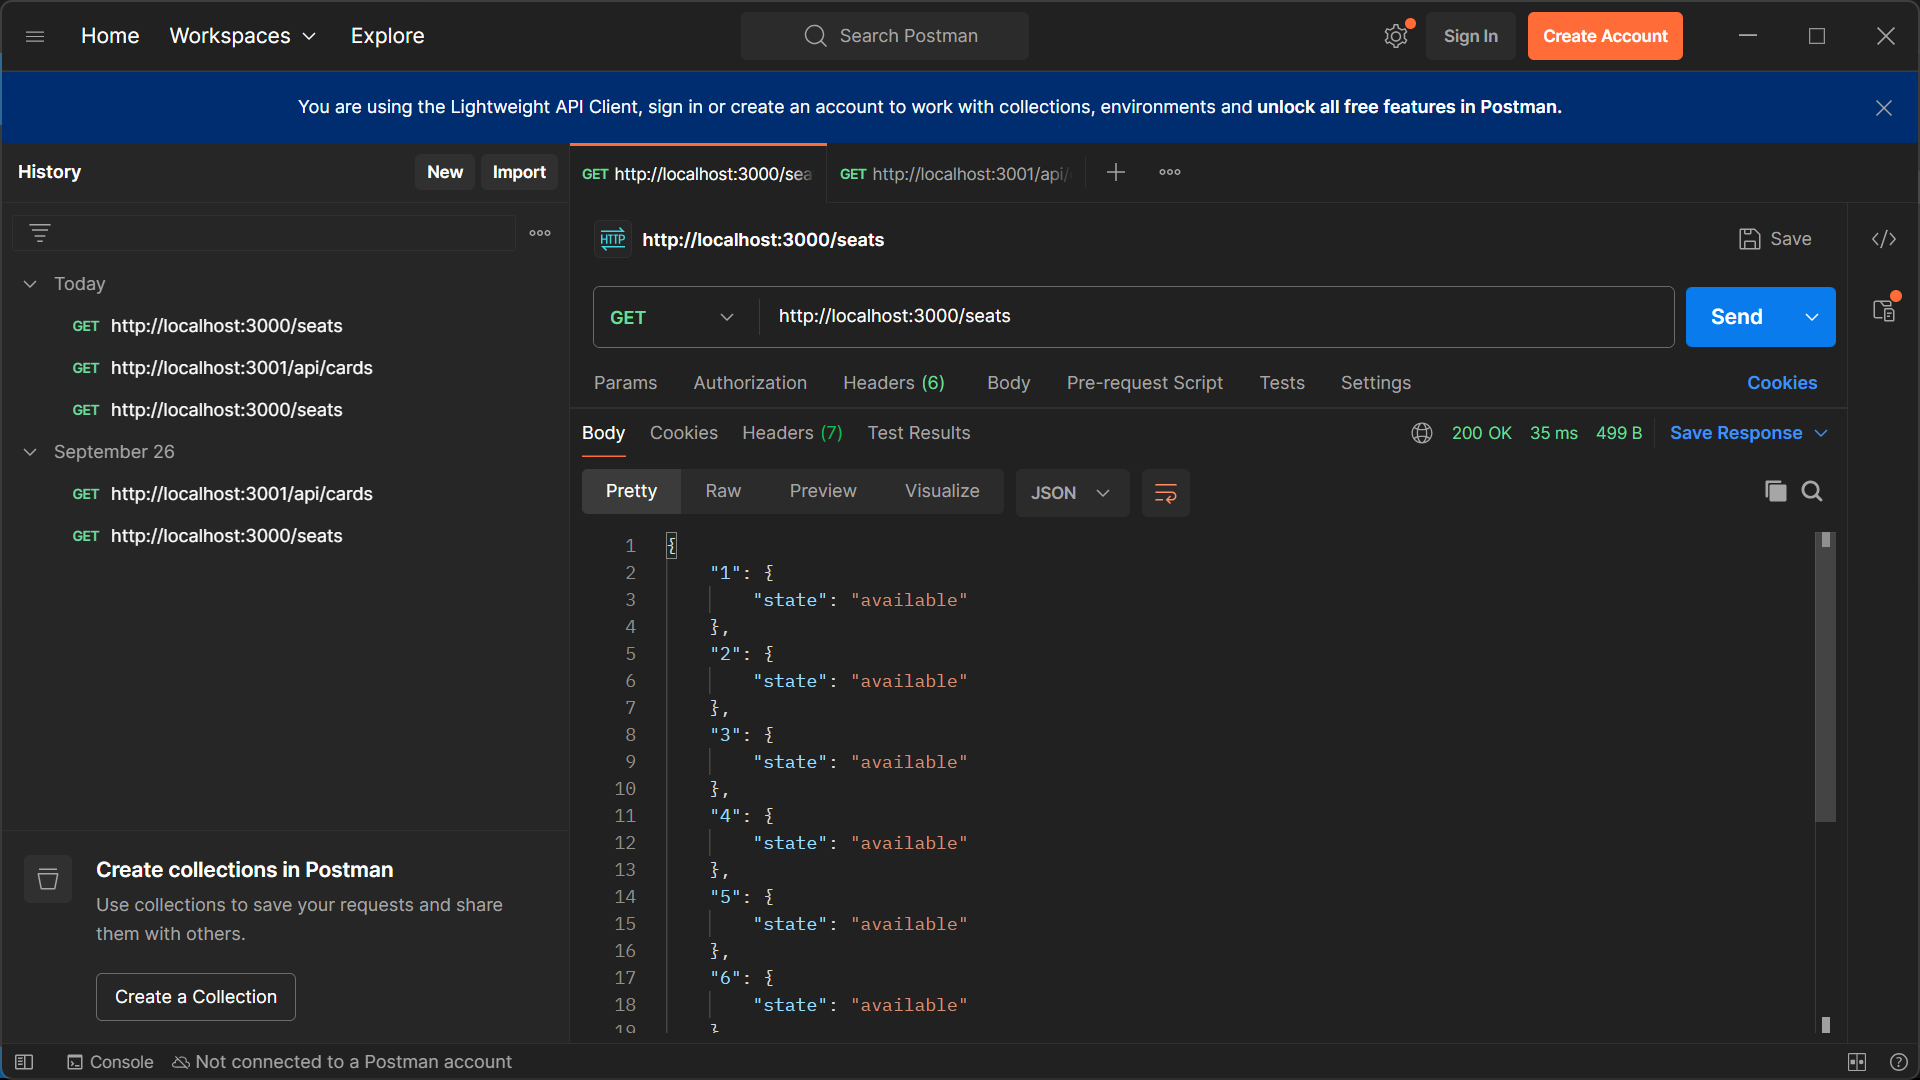 Home Workspaces Explore Search Postman Sign In Create Account
You are using the Lightweight API Client, sign in or create an account to work with collections, environments and unlock all free features in Postman.
History New Import
Today
GET http://localhost:3000/seats
GET http://localhost:3001/api/cards
GET http://localhost:3000/seats
September 26
GET http://localhost:3001/api/cards
GET http://localhost:3000/seats
Create collections in Postman
Use collections to save your requests and share
them with others.
Create a Collection
GET http://localhost:3000/sea GET http://localhost:3001/api/
HTTP http://localhost:3000/seats Save
GET http://localhost:3000/seats Send
Params Authorization Headers (6) Body Pre-request Script Tests Settings Cookies
Body Cookies Headers (7) Test Results 200 OK 35 ms 499 B Save Response
Pretty Raw Preview Visualize JSON
1 {
2 "1": {
3 "state": "available"
4 },
5 "2": {
6 "state": "available"
7 },
8 "3": {
9 "state": "available"
10 },
11 "4": {
12 "state": "available"
13 },
14 "5": {
15 "state": "available"
16 },
17 "6": {
18 "state": "available"
19 }
Console Not connected to a Postman account